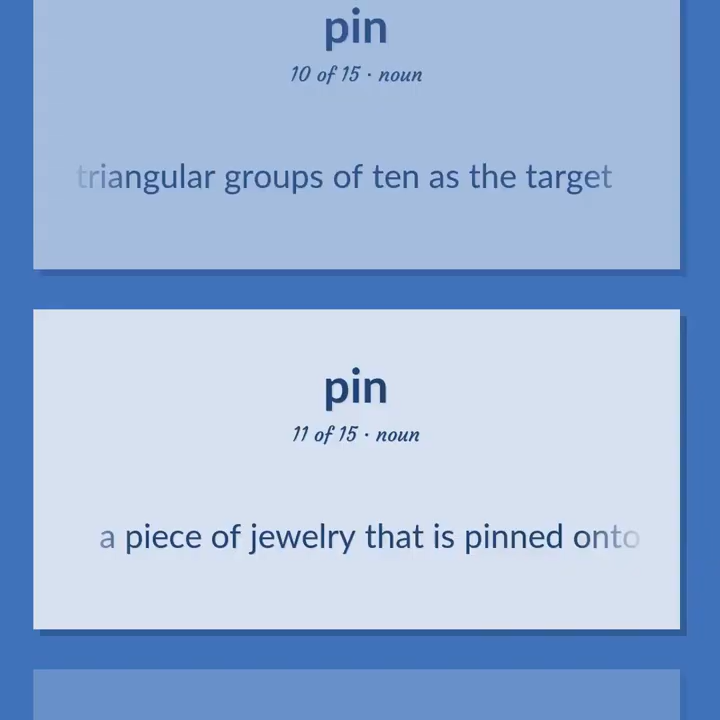 pin
10 of 15 · noun
triangular groups of ten as the target
pin
11 of 15 · noun
a piece of jewelry that is pinned onto